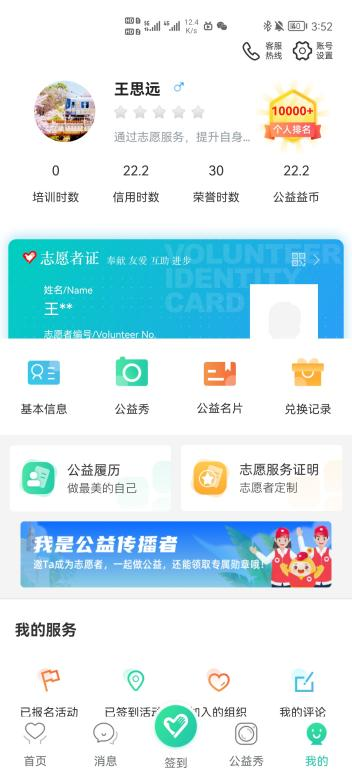 HD
HD
5G
4G
12.4
K/s
40
3:52
客服
热线
账号
设置
王思远
通过志愿服务，提升自身...
10000+
个人排名
0
22.2
30
22.2
培训时数
信用时数
荣誉时数
公益益币
志愿者证 奉献 友爱 互助 进步
VOLUNTEER
IDENTITY
CARD
姓名/Name
王**
志愿者编号/Volunteer No.
基本信息
公益秀
公益名片
兑换记录
公益履历
做最美的自己
志愿服务证明
志愿者定制
我是公益传播者
邀Ta成为志愿者，一起做公益，还能领取专属勋章哦！
我的服务
已报名活动
已签到活动
加入的组织
我的评论
首页
消息
签到
公益秀
我的